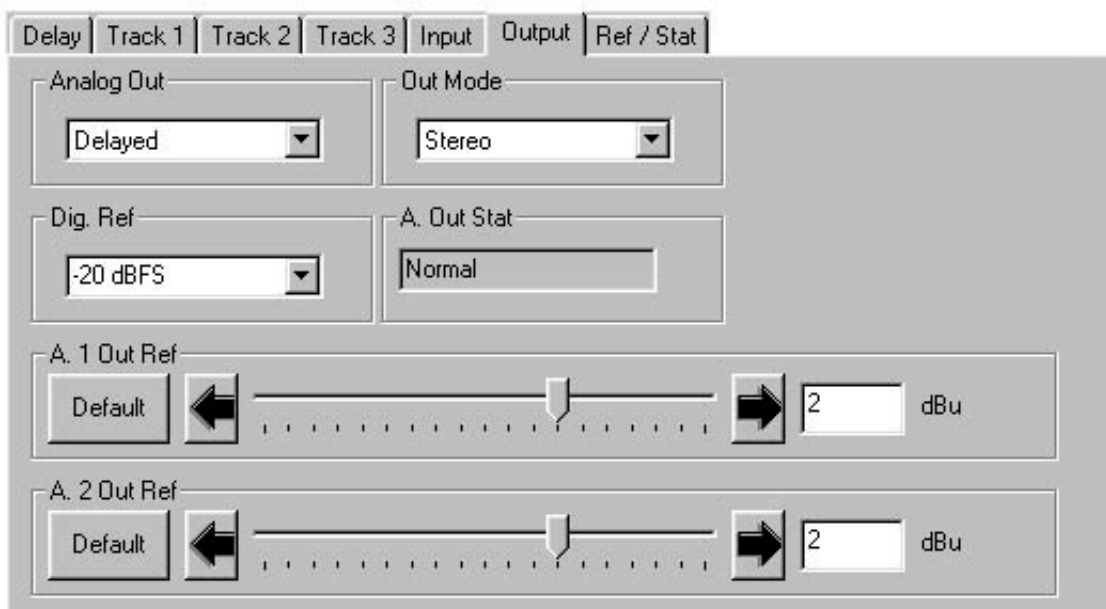 Delay Track 1 Track 2 Track 3 Input Output Ref / Stat
Analog Out Out Mode
Delayed Stereo
Dig. Ref A. Out Stat
-20 dBFS Normal
A. 1 Out Ref
Default 2 dBu
A. 2 Out Ref
Default 2 dBu